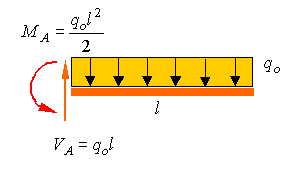 M_A = q_o l^2 / 2
q_o
l
V_A = q_o l